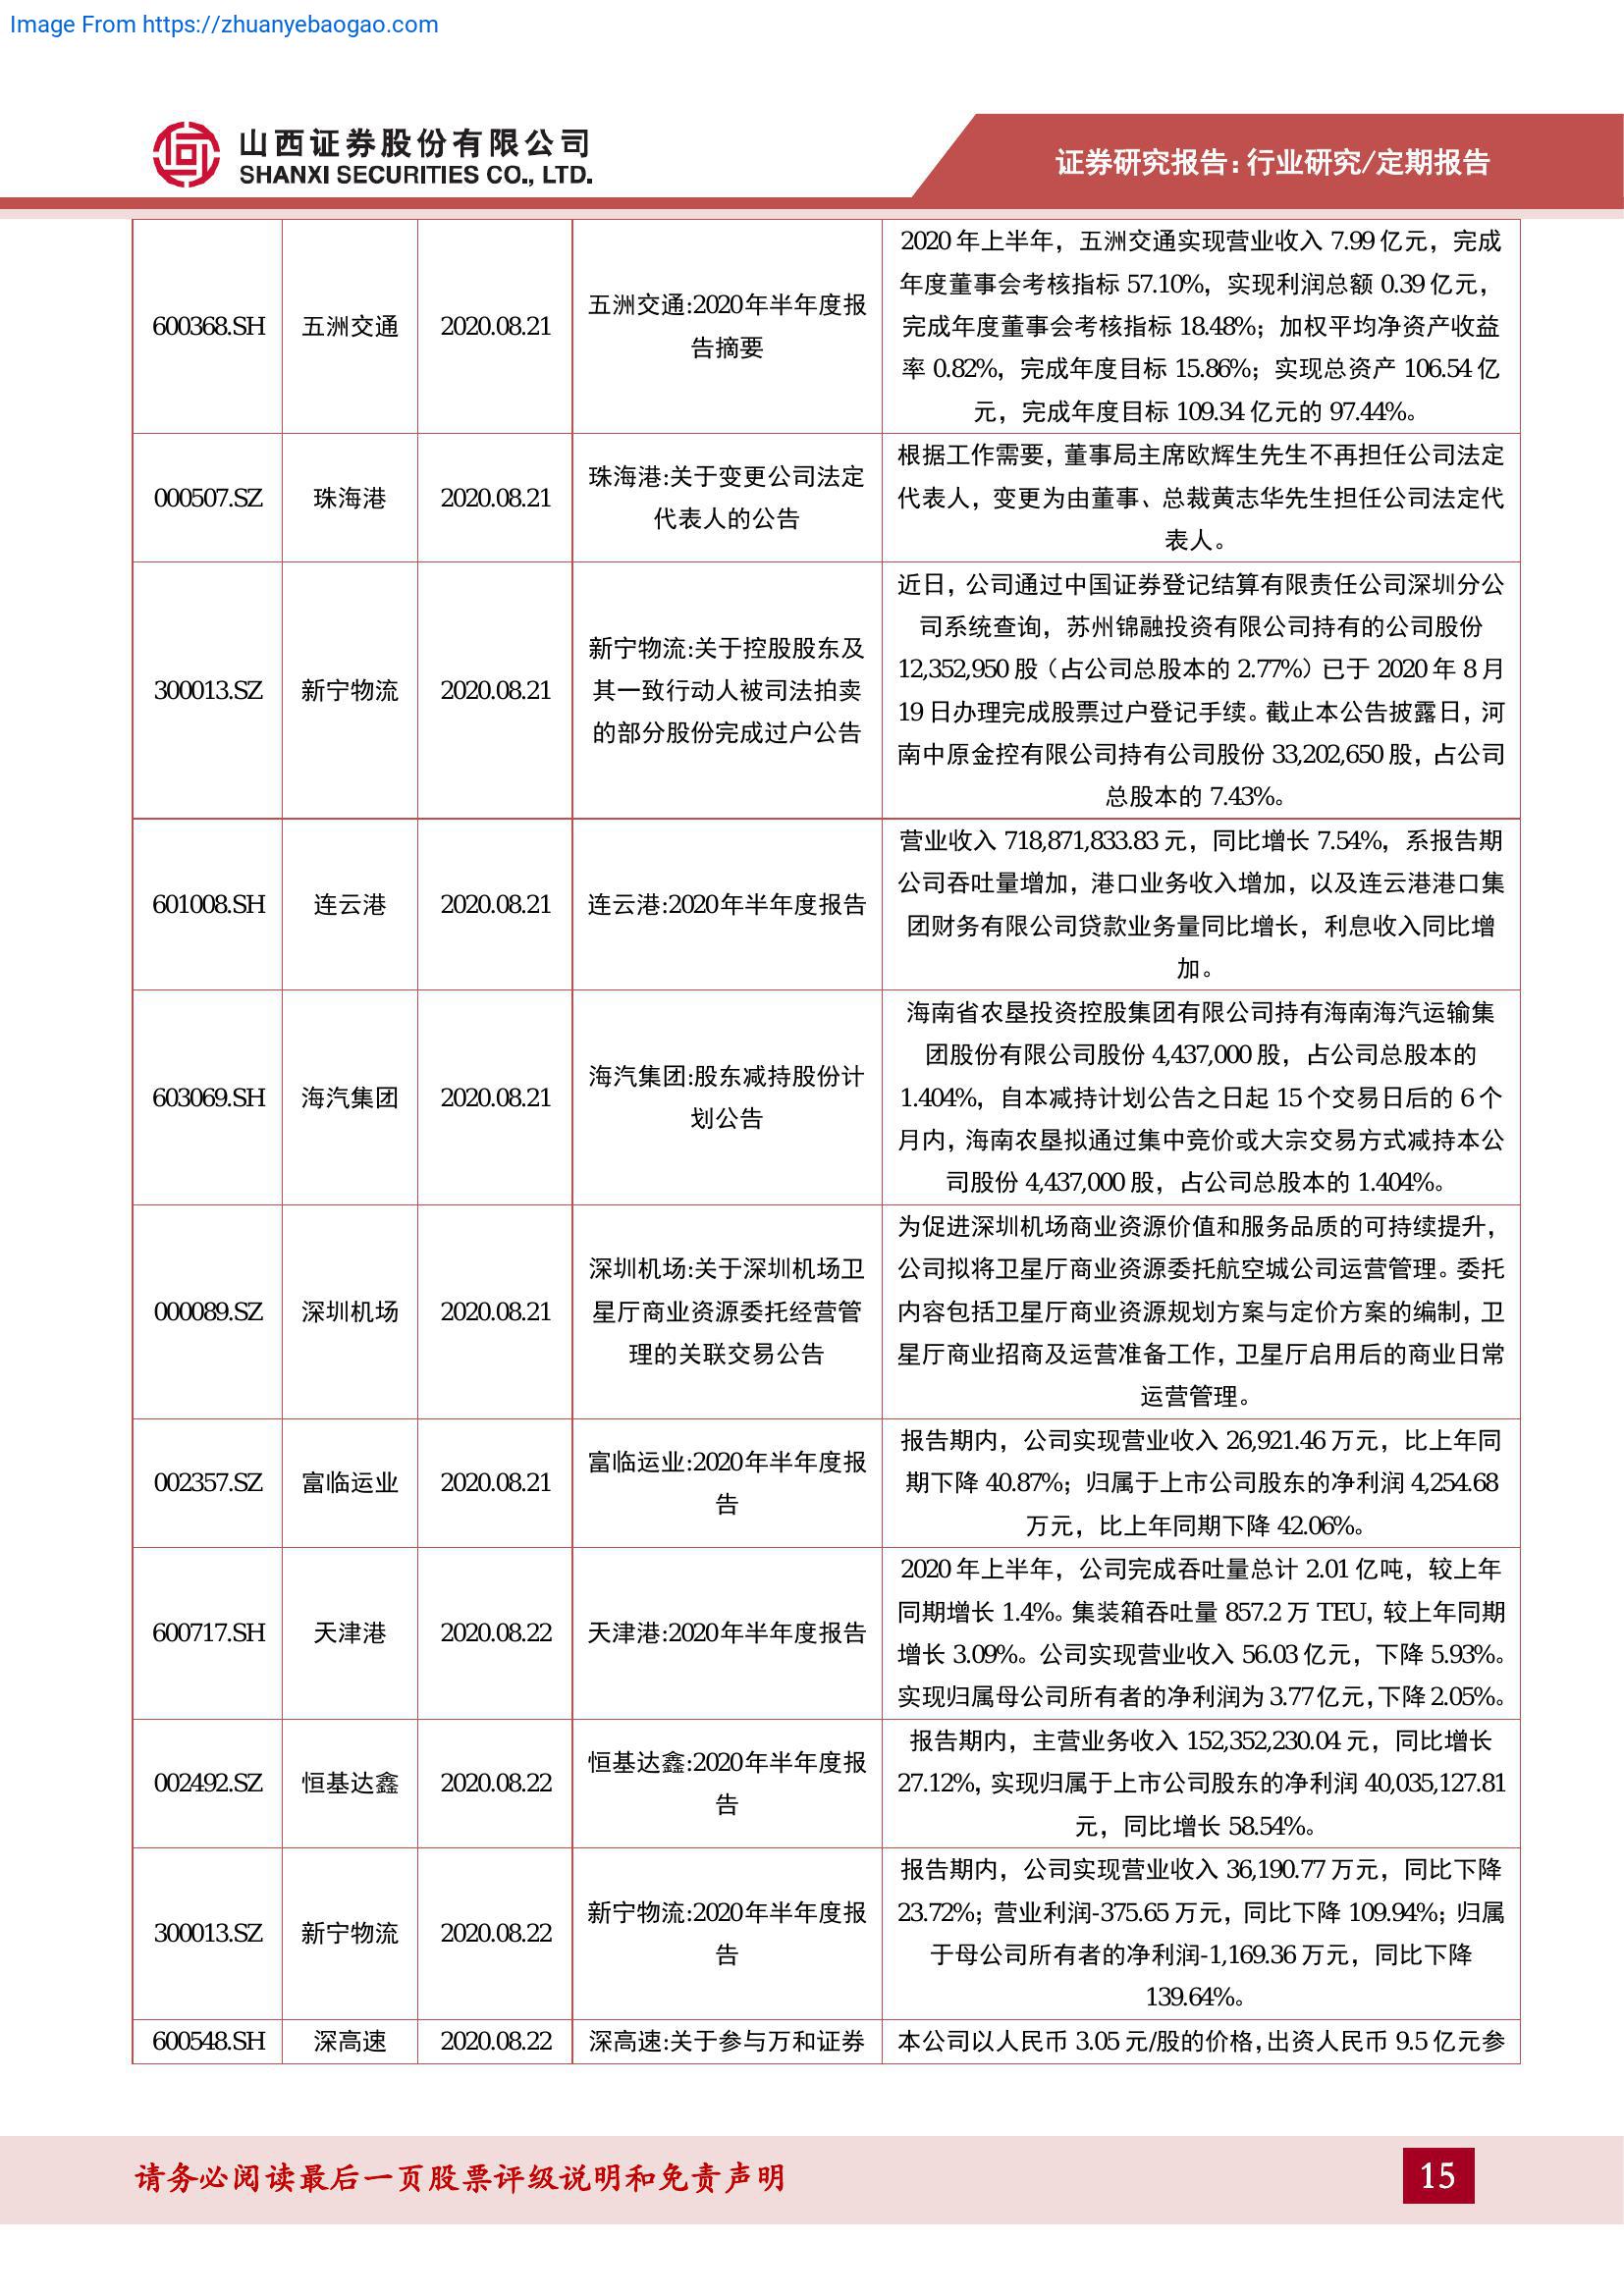 Image From https://zhuanyebaogao.com
山西证券股份有限公司
SHANXI SECURITIES CO., LTD.
证券研究报告：行业研究/定期报告
600368.SH
五洲交通
2020.08.21
五洲交通:2020年半年度报
告摘要
2020 年上半年，五洲交通实现营业收入 7.99 亿元，完成
年度董事会考核指标 57.10%，实现利润总额 0.39 亿元，
完成年度董事会考核指标 18.48%；加权平均净资产收益
率 0.82%，完成年度目标 15.86%；实现总资产 106.54 亿
元，完成年度目标 109.34 亿元的 97.44%。
000507.SZ
珠海港
2020.08.21
珠海港:关于变更公司法定
代表人的公告
根据工作需要，董事局主席欧辉生先生不再担任公司法定
代表人，变更为由董事、总裁黄志华先生担任公司法定代
表人。
300013.SZ
新宁物流
2020.08.21
新宁物流:关于控股股东及
其一致行动人被司法拍卖
的部分股份完成过户公告
近日，公司通过中国证券登记结算有限责任公司深圳分公
司系统查询，苏州锦融投资有限公司持有的公司股份
12,352,950 股（占公司总股本的 2.77%）已于 2020 年 8 月
19 日办理完成股票过户登记手续。截止本公告披露日，河
南中原金控有限公司持有公司股份 33,202,650 股，占公司
总股本的 7.43%。
601008.SH
连云港
2020.08.21
连云港:2020年半年度报告
营业收入 718,871,833.83 元，同比增长 7.54%，系报告期
公司吞吐量增加，港口业务收入增加，以及连云港港口集
团财务有限公司贷款业务量同比增长，利息收入同比增
加。
603069.SH
海汽集团
2020.08.21
海汽集团:股东减持股份计
划公告
海南省农垦投资控股集团有限公司持有海南海汽运输集
团股份有限公司股份 4,437,000 股，占公司总股本的
1.404%，自本减持计划公告之日起 15 个交易日后的 6 个
月内，海南农垦拟通过集中竞价或大宗交易方式减持本公
司股份 4,437,000 股，占公司总股本的 1.404%。
000089.SZ
深圳机场
2020.08.21
深圳机场:关于深圳机场卫
星厅商业资源委托经营管
理的关联交易公告
为促进深圳机场商业资源价值和服务品质的可持续提升，
公司拟将卫星厅商业资源委托航空城公司运营管理。委托
内容包括卫星厅商业资源规划方案与定价方案的编制，卫
星厅商业招商及运营准备工作，卫星厅启用后的商业日常
运营管理。
002357.SZ
富临运业
2020.08.21
富临运业:2020年半年度报
告
报告期内，公司实现营业收入 26,921.46 万元，比上年同
期下降 40.87%；归属于上市公司股东的净利润 4,254.68
万元，比上年同期下降 42.06%。
600717.SH
天津港
2020.08.22
天津港:2020年半年度报告
2020 年上半年，公司完成吞吐量总计 2.01 亿吨，较上年
同期增长 1.4%。集装箱吞吐量 857.2 万 TEU，较上年同期
增长 3.09%。公司实现营业收入 56.03 亿元，下降 5.93%。
实现归属母公司所有者的净利润为 3.77 亿元，下降 2.05%。
002492.SZ
恒基达鑫
2020.08.22
恒基达鑫:2020年半年度报
告
报告期内，主营业务收入 152,352,230.04 元，同比增长
27.12%，实现归属于上市公司股东的净利润 40,035,127.81
元，同比增长 58.54%。
300013.SZ
新宁物流
2020.08.22
新宁物流:2020年半年度报
告
报告期内，公司实现营业收入 36,190.77 万元，同比下降
23.72%；营业利润-375.65 万元，同比下降 109.94%；归属
于母公司所有者的净利润-1,169.36 万元，同比下降
139.64%。
600548.SH
深高速
2020.08.22
深高速:关于参与万和证券
本公司以人民币 3.05 元/股的价格，出资人民币 9.5 亿元参
请务必阅读最后一页股票评级说明和免责声明
15